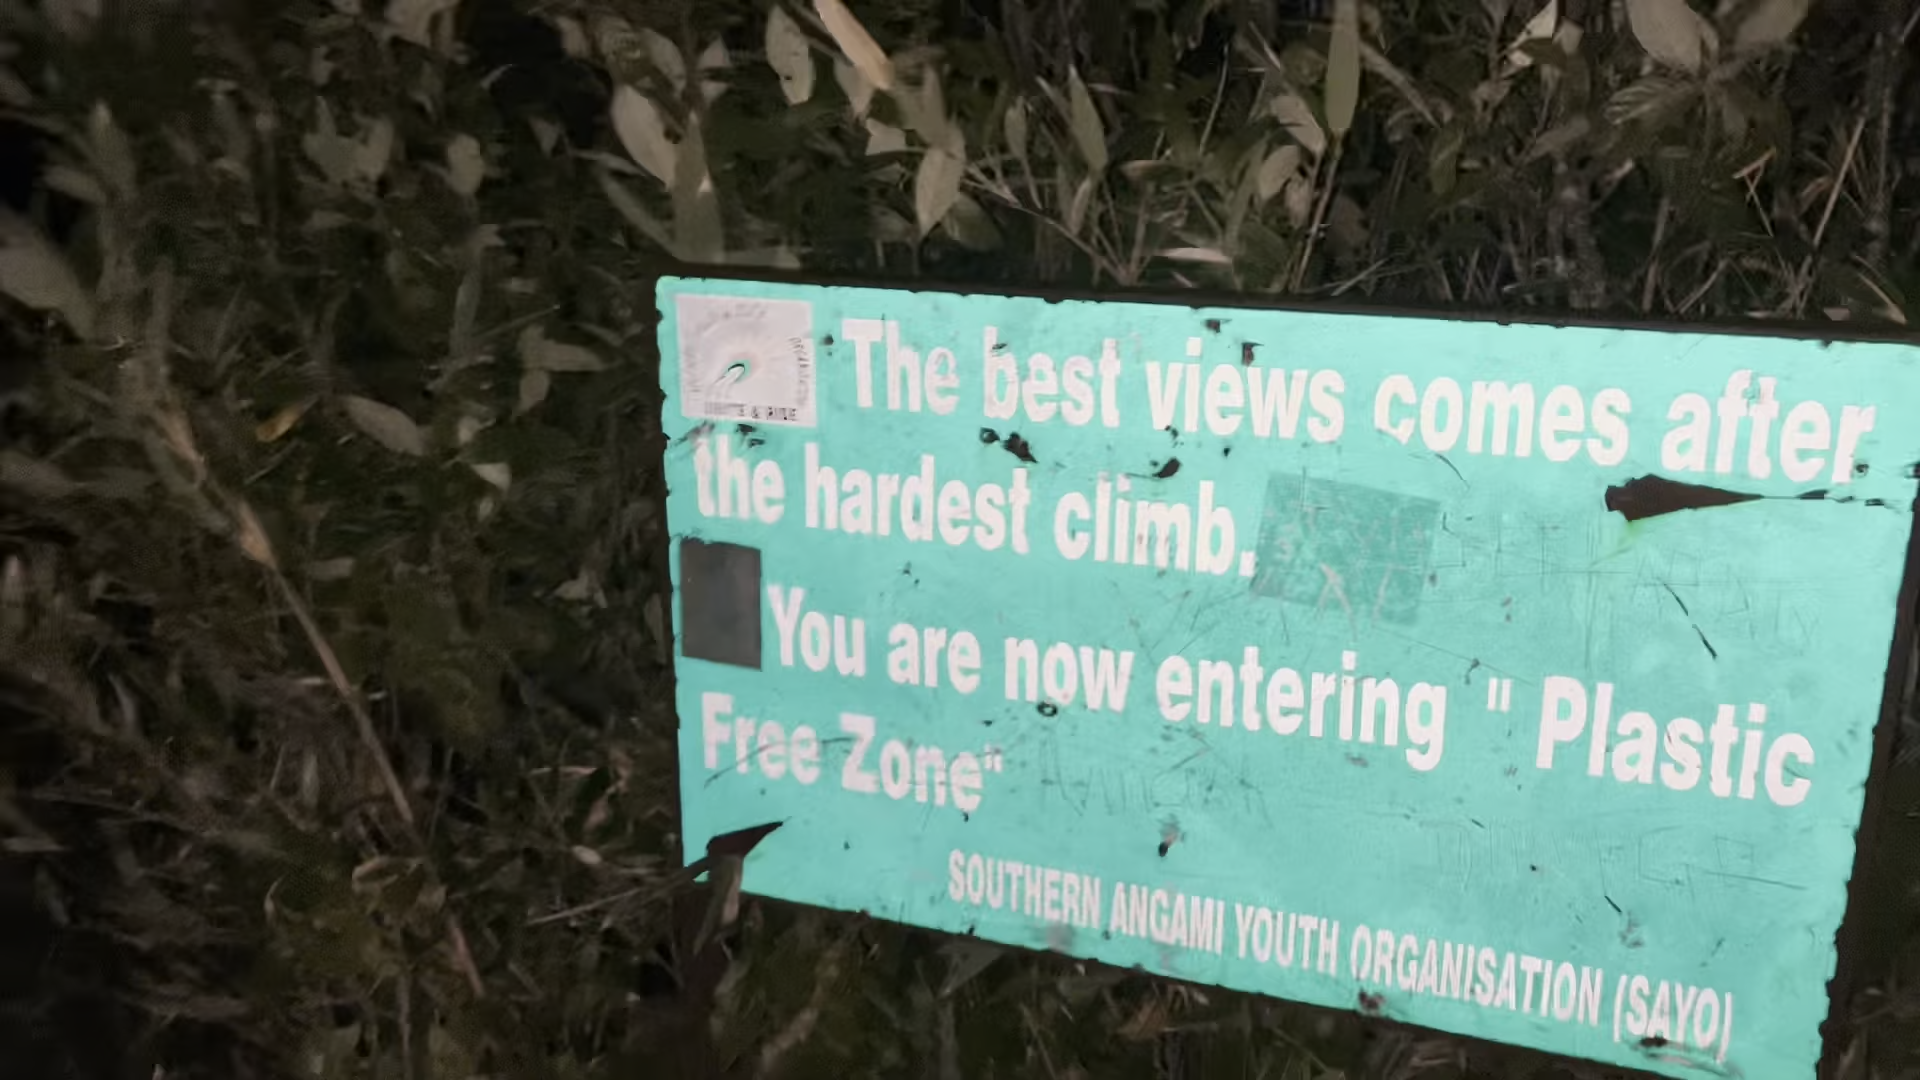 The best views comes after
the hardest climb.
You are now entering " Plastic
Free Zone"
SOUTHERN ANGAMI YOUTH ORGANISATION (SAYO)